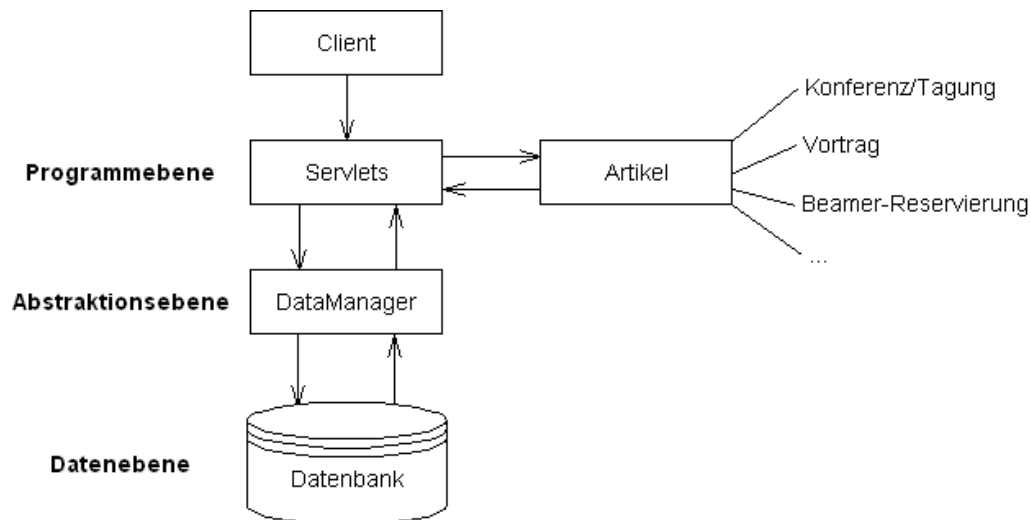 Client
Konferenz/Tagung
Programmebene
Servlets
Artikel
Vortrag
Beamer-Reservierung
...
Abstraktionsebene
DataManager
Datenebene
Datenbank